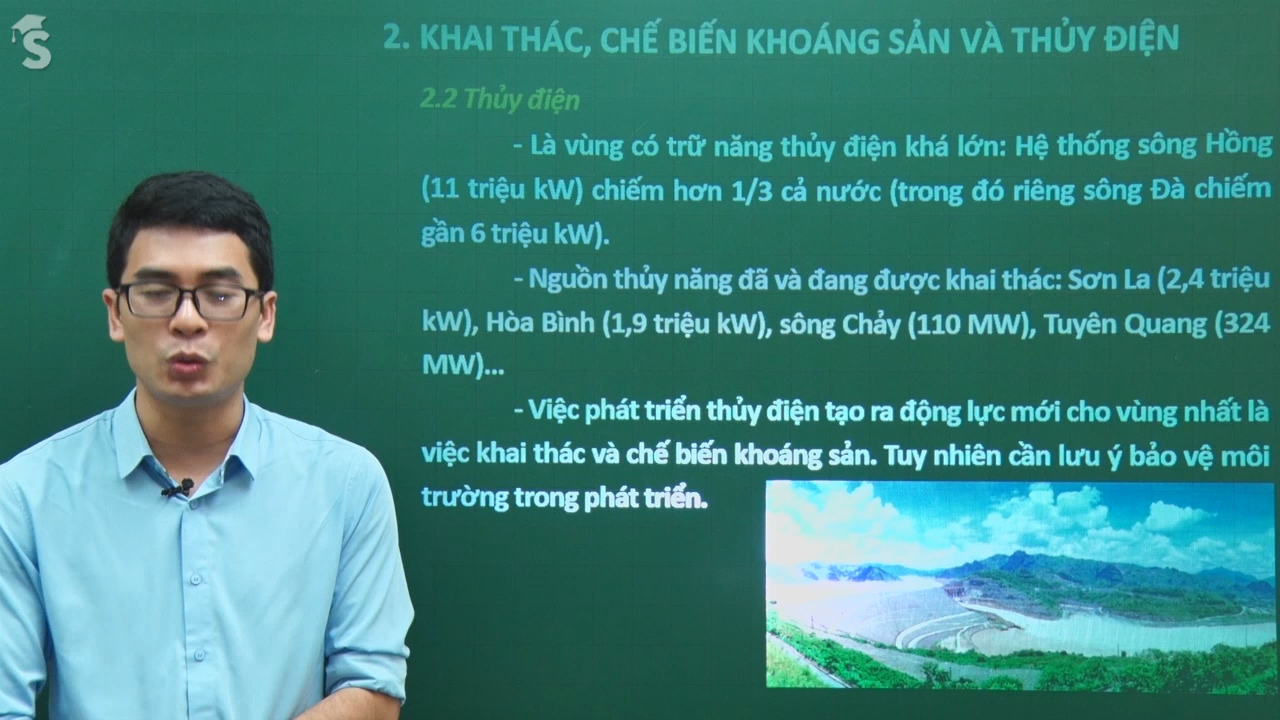 S
2. KHAI THÁC, CHẾ BIẾN KHOÁNG SẢN VÀ THỦY ĐIỆN
2.2 Thủy điện
- Là vùng có trữ năng thủy điện khá lớn: Hệ thống sông Hồng
(11 triệu kW) chiếm hơn 1/3 cả nước (trong đó riêng sông Đà chiếm
gần 6 triệu kW).
- Nguồn thủy năng đã và đang được khai thác: Sơn La (2,4 triệu
kW), Hòa Bình (1,9 triệu kW), sông Chảy (110 MW), Tuyên Quang (324
MW)...
- Việc phát triển thủy điện tạo ra động lực mới cho vùng nhất là
việc khai thác và chế biến khoáng sản. Tuy nhiên cần lưu ý bảo vệ môi
trường trong phát triển.